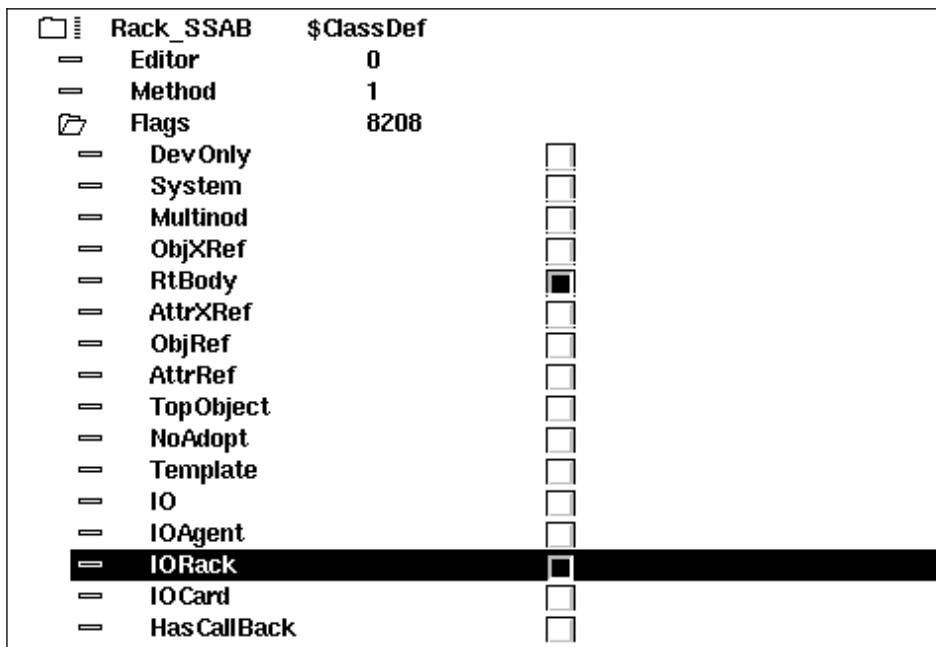 Rack_SSAB $ClassDef
Editor 0
Method 1
Flags 8208
DevOnly
System
Multinod
ObjXRef
RtBody
AttrXRef
ObjRef
AttrRef
TopObject
NoAdopt
Template
IO
IOAgent
IORack
IOCard
HasCallBack